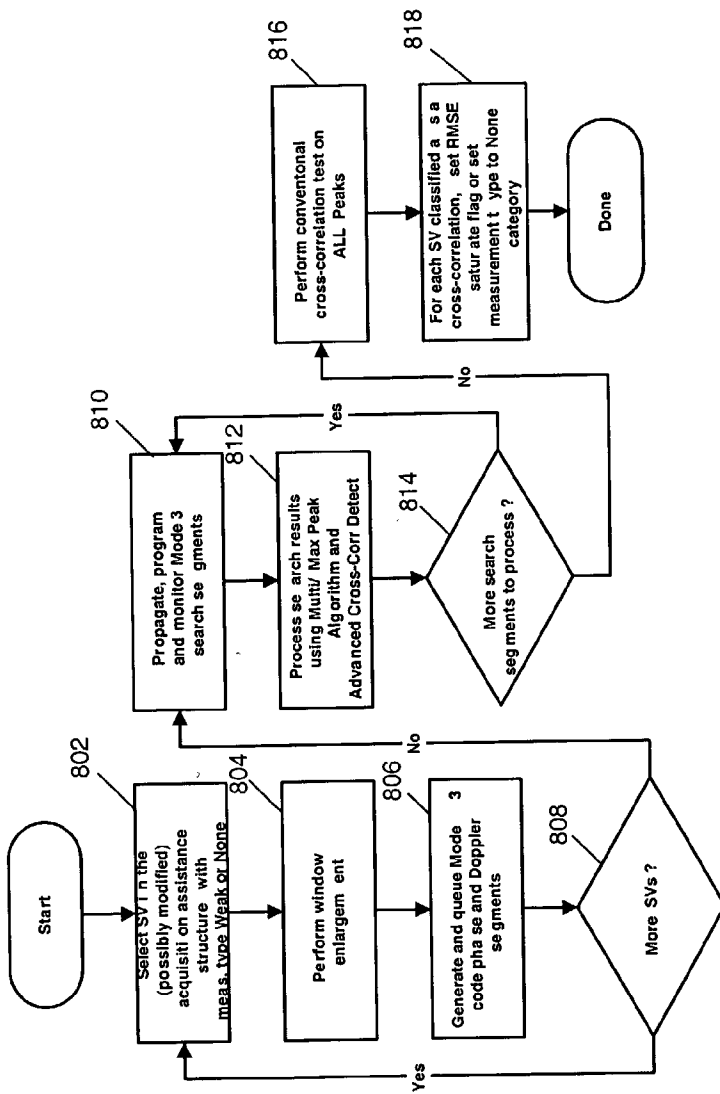 Start
802
Select SV i n the
(possibly modified)
acquisiti on assistance
structure with
meas. type Weak or None
804
Perform window
enlargem ent
806
Generate and queue Mode 3
code pha se and Doppler
se gments
808
More SVs ?
Yes
No
810
Propagate, program
and monitor Mode 3
search se gments
812
Process se arch results
using Multi/ Max Peak
Algorithm and
Advanced Cross-Corr Detect
814
More search
seg ments to process ?
Yes
No
816
Perform conventonal
cross-correlation test on
ALL Peaks
818
For each SV classified a s a
cross-correlation, set RMSE
satur ate flag or set
measurement t ype to None
category
Done